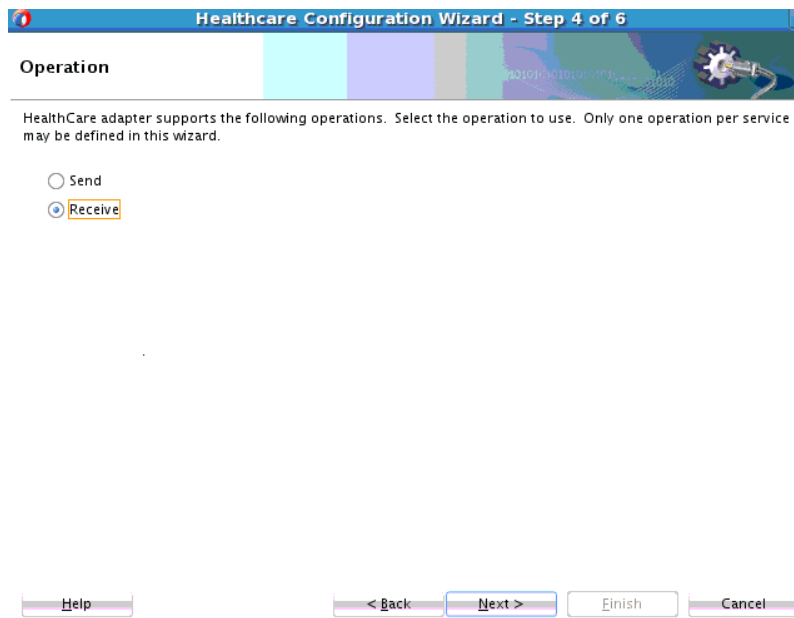 Healthcare Configuration Wizard - Step 4 of 6
Operation
HealthCare adapter supports the following operations. Select the operation to use. Only one operation per service
may be defined in this wizard.
Send
Receive
Help
< Back
Next >
Finish
Cancel